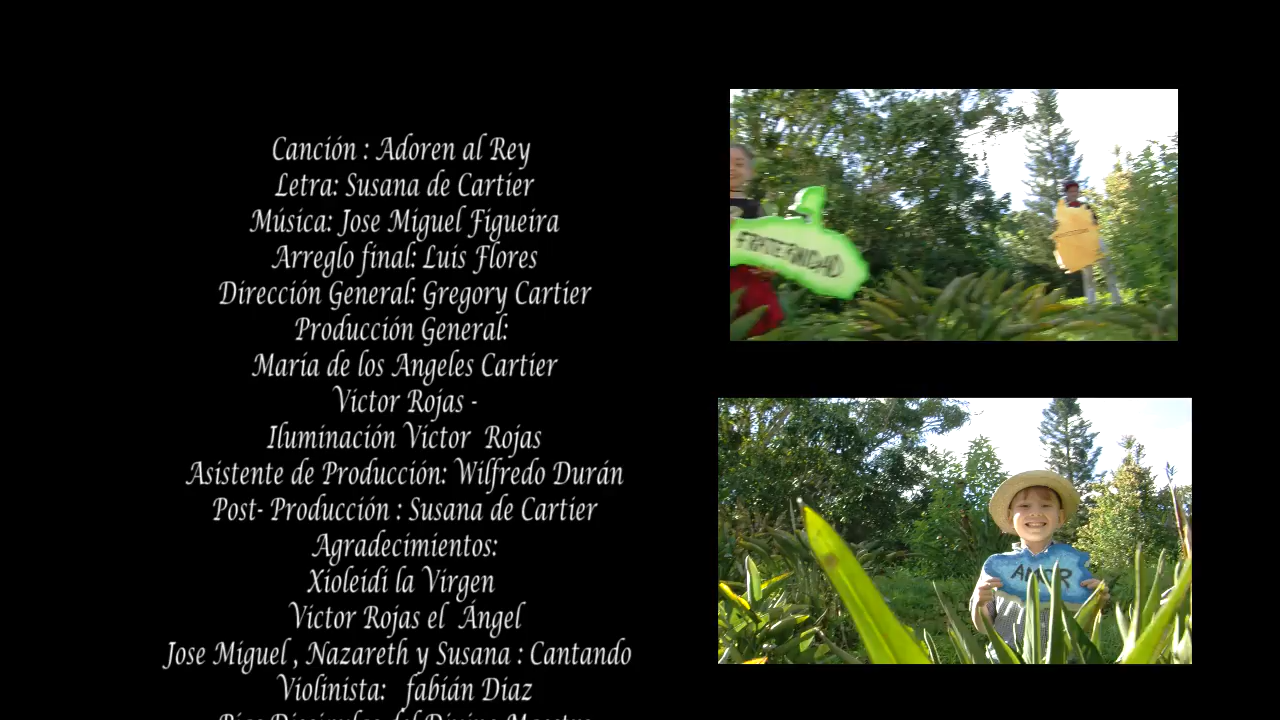 Canción : Adoren al Rey
Letra: Susana de Cartier
Música: Jose Miguel Figueira
Arreglo final: Luis Flores
Dirección General: Gregory Cartier
Producción General:
María de los Angeles Cartier
Víctor Rojas -
Iluminación Victor Rojas
Asistente de Producción: Wilfredo Durán
Post- Producción : Susana de Cartier
Agradecimientos:
Xioleidi la Virgen
Victor Rojas el Ángel
Jose Miguel , Nazareth y Susana : Cantando
Violinista: fabián Diaz
FRATERNIDAD
AMOR